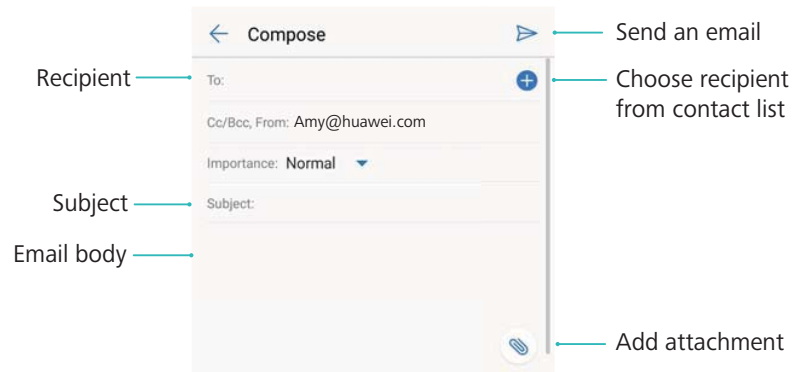 Compose
Send an email
Recipient
To:
Choose recipient
from contact list
Cc/Bcc, From: Amy@huawei.com
Importance: Normal
Subject
Subject:
Email body
Add attachment